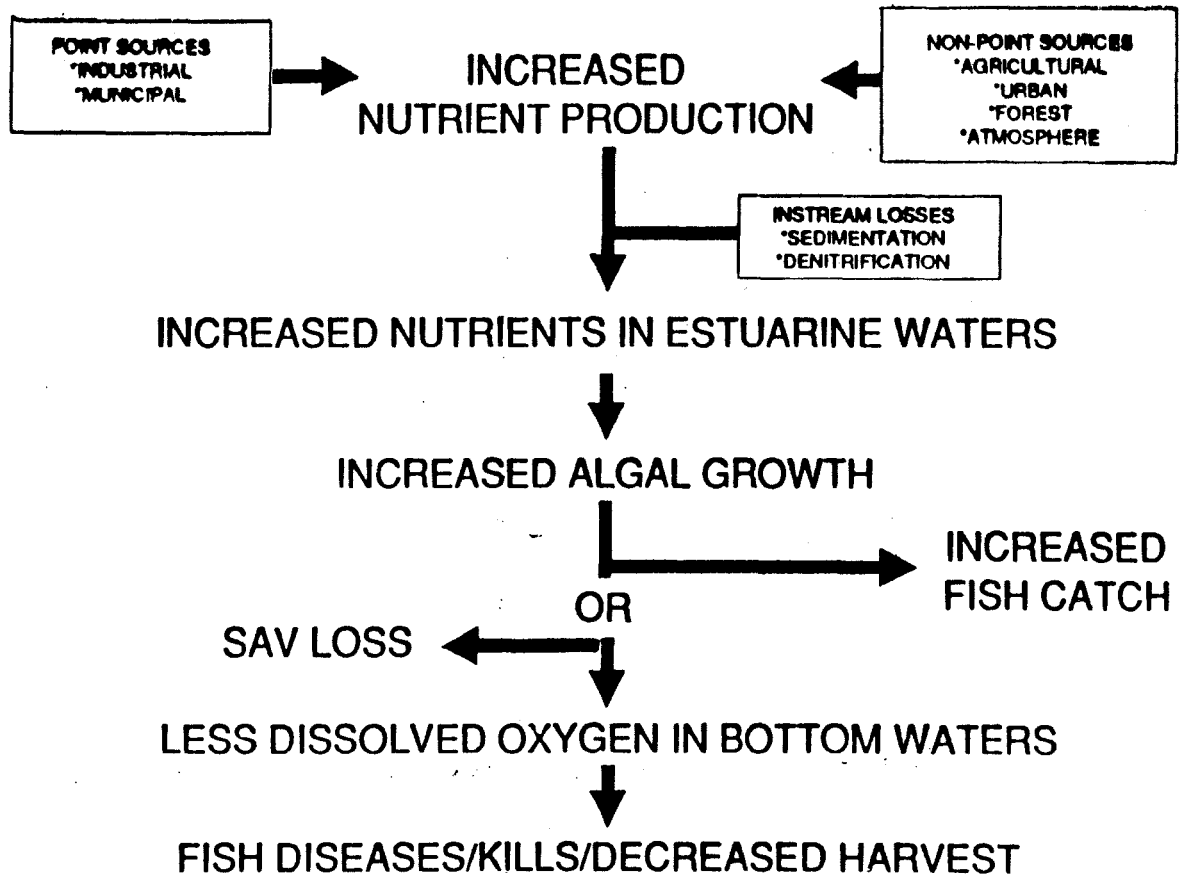 POINT SOURCES
*INDUSTRIAL
*MUNICIPAL
INCREASED
NUTRIENT PRODUCTION
NON-POINT SOURCES
*AGRICULTURAL
*URBAN
*FOREST
*ATMOSPHERE
INSTREAM LOSSES
*SEDIMENTATION
*DENITRIFICATION
INCREASED NUTRIENTS IN ESTUARINE WATERS
INCREASED ALGAL GROWTH
INCREASED
FISH CATCH
OR
SAV LOSS
LESS DISSOLVED OXYGEN IN BOTTOM WATERS
FISH DISEASES/KILLS/DECREASED HARVEST